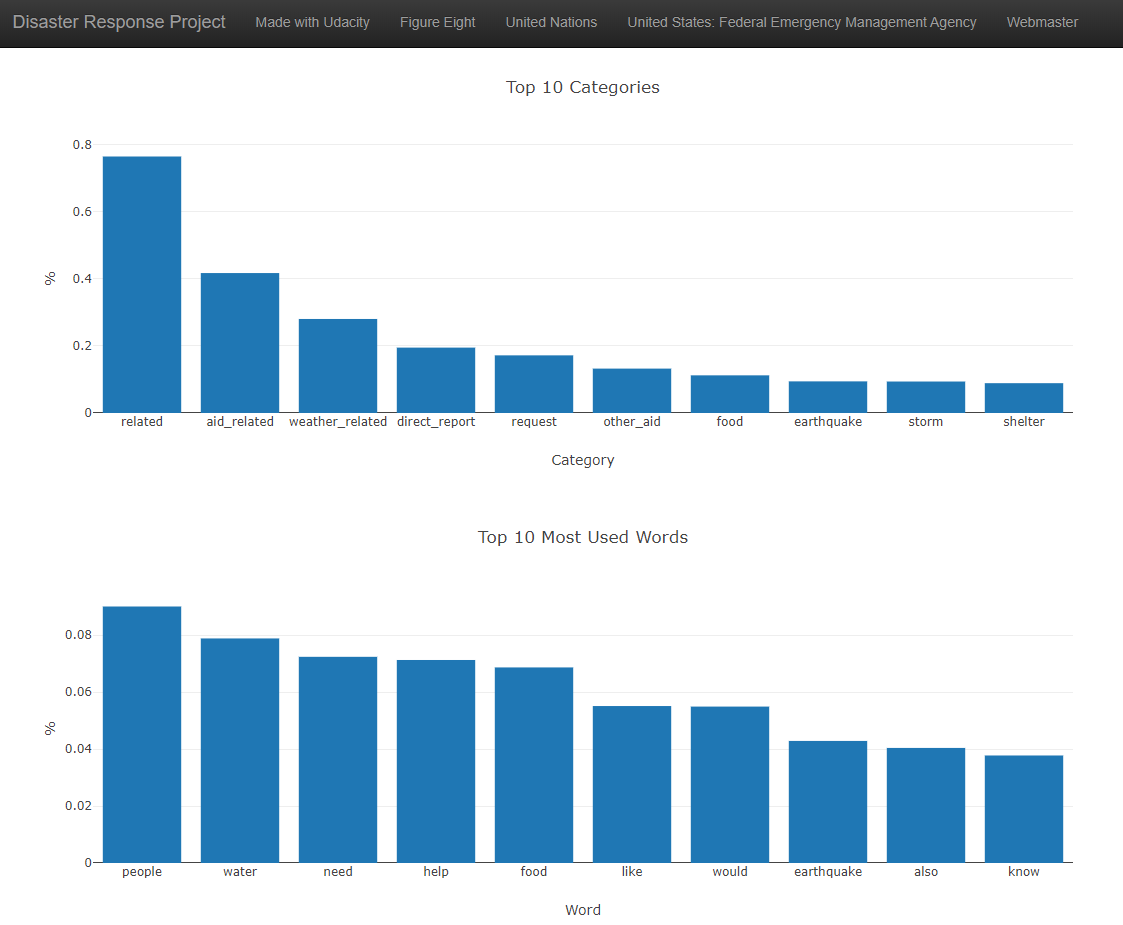 Disaster Response Project Made with Udacity Figure Eight United Nations United States: Federal Emergency Management Agency Webmaster
Top 10 Categories
0.8
0.6
%
0.4
0.2
0
related aid_related weather_related direct_report request other_aid food earthquake storm shelter
Category
Top 10 Most Used Words
0.08
0.06
%
0.04
0.02
0
people water need help food like would earthquake also know
Word